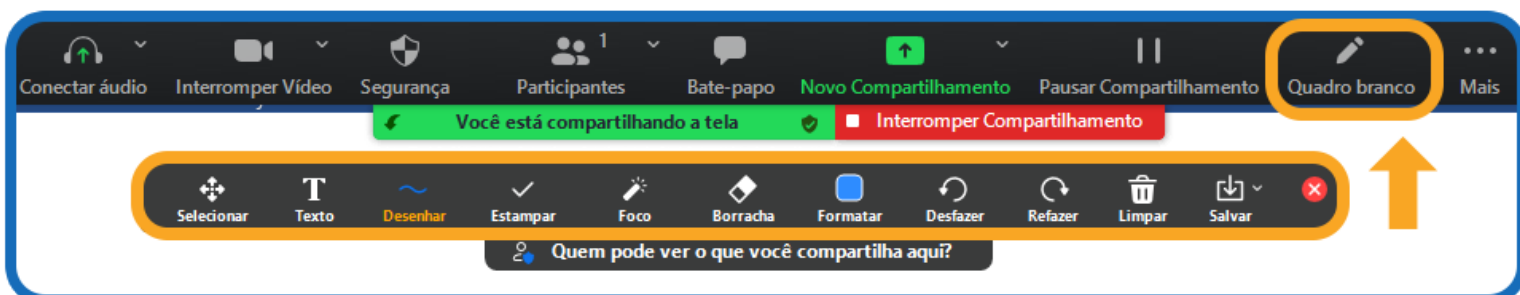 1
Conectar áudio Interromper Vídeo Segurança Participantes Bate-papo Novo Compartilhamento Pausar Compartilhamento Quadro branco Mais
Você está compartilhando a tela Interromper Compartilhamento
T
Selecionar Texto Desenhar Estampar Foco Borracha Formatar Desfazer Refazer Limpar Salvar
Quem pode ver o que você compartilha aqui?